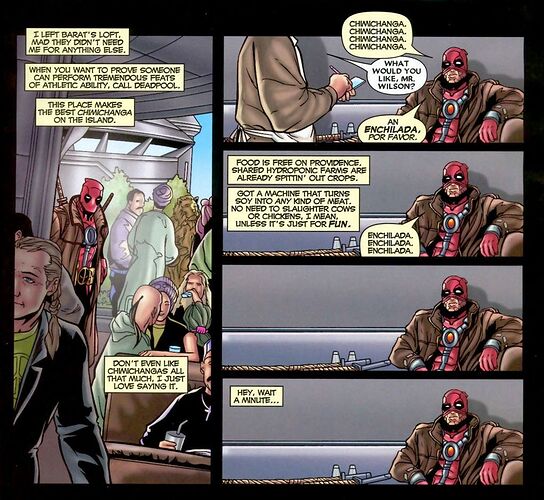 I LEFT BARAT'S LOFT.
MAD THEY DIDN'T NEED
ME FOR ANYTHING ELSE.
WHEN YOU WANT TO PROVE SOMEONE
CAN PERFORM TREMENDOUS FEATS
OF ATHLETIC ABILITY, CALL DEADPOOL.
THIS PLACE MAKES
THE BEST CHIMICHANGA
ON THE ISLAND.
DON'T EVEN LIKE
CHIMICHANGAS ALL
THAT MUCH, I JUST
LOVE SAYING IT.
CHIMICHANGA.
CHIMICHANGA.
CHIMICHANGA.
CHIMICHANGA.
WHAT
WOULD YOU
LIKE, MR.
WILSON?
AN
ENCHILADA,
POR FAVOR.
FOOD IS FREE ON PROVIDENCE.
SHARED HYDROPONIC FARMS ARE
ALREADY SPITTIN' OUT CROPS.
GOT A MACHINE THAT TURNS
SOY INTO ANY KIND OF MEAT.
NO NEED TO SLAUGHTER COWS
OR CHICKENS, I MEAN,
UNLESS IT'S JUST FOR FUN.
ENCHILADA.
ENCHILADA.
ENCHILADA.
HEY, WAIT
A MINUTE...